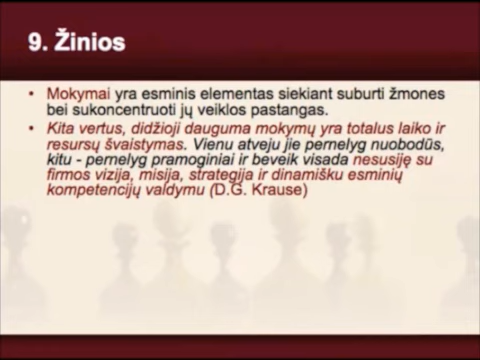 9. Žinios
• Mokymai yra esminis elementas siekiant suburti žmones
bei sukoncentruoti jų veiklos pastangas.
• Kita vertus, didžioji dauguma mokymų yra totalus laiko ir
resursų švaistymas. Vienu atveju jie pernelyg nuobodūs,
kitu - pernelyg pramoginiai ir beveik visada nesusiję su
firmos vizija, misija, strategija ir dinamišku esminių
kompetencijų valdymu (D.G. Krause)